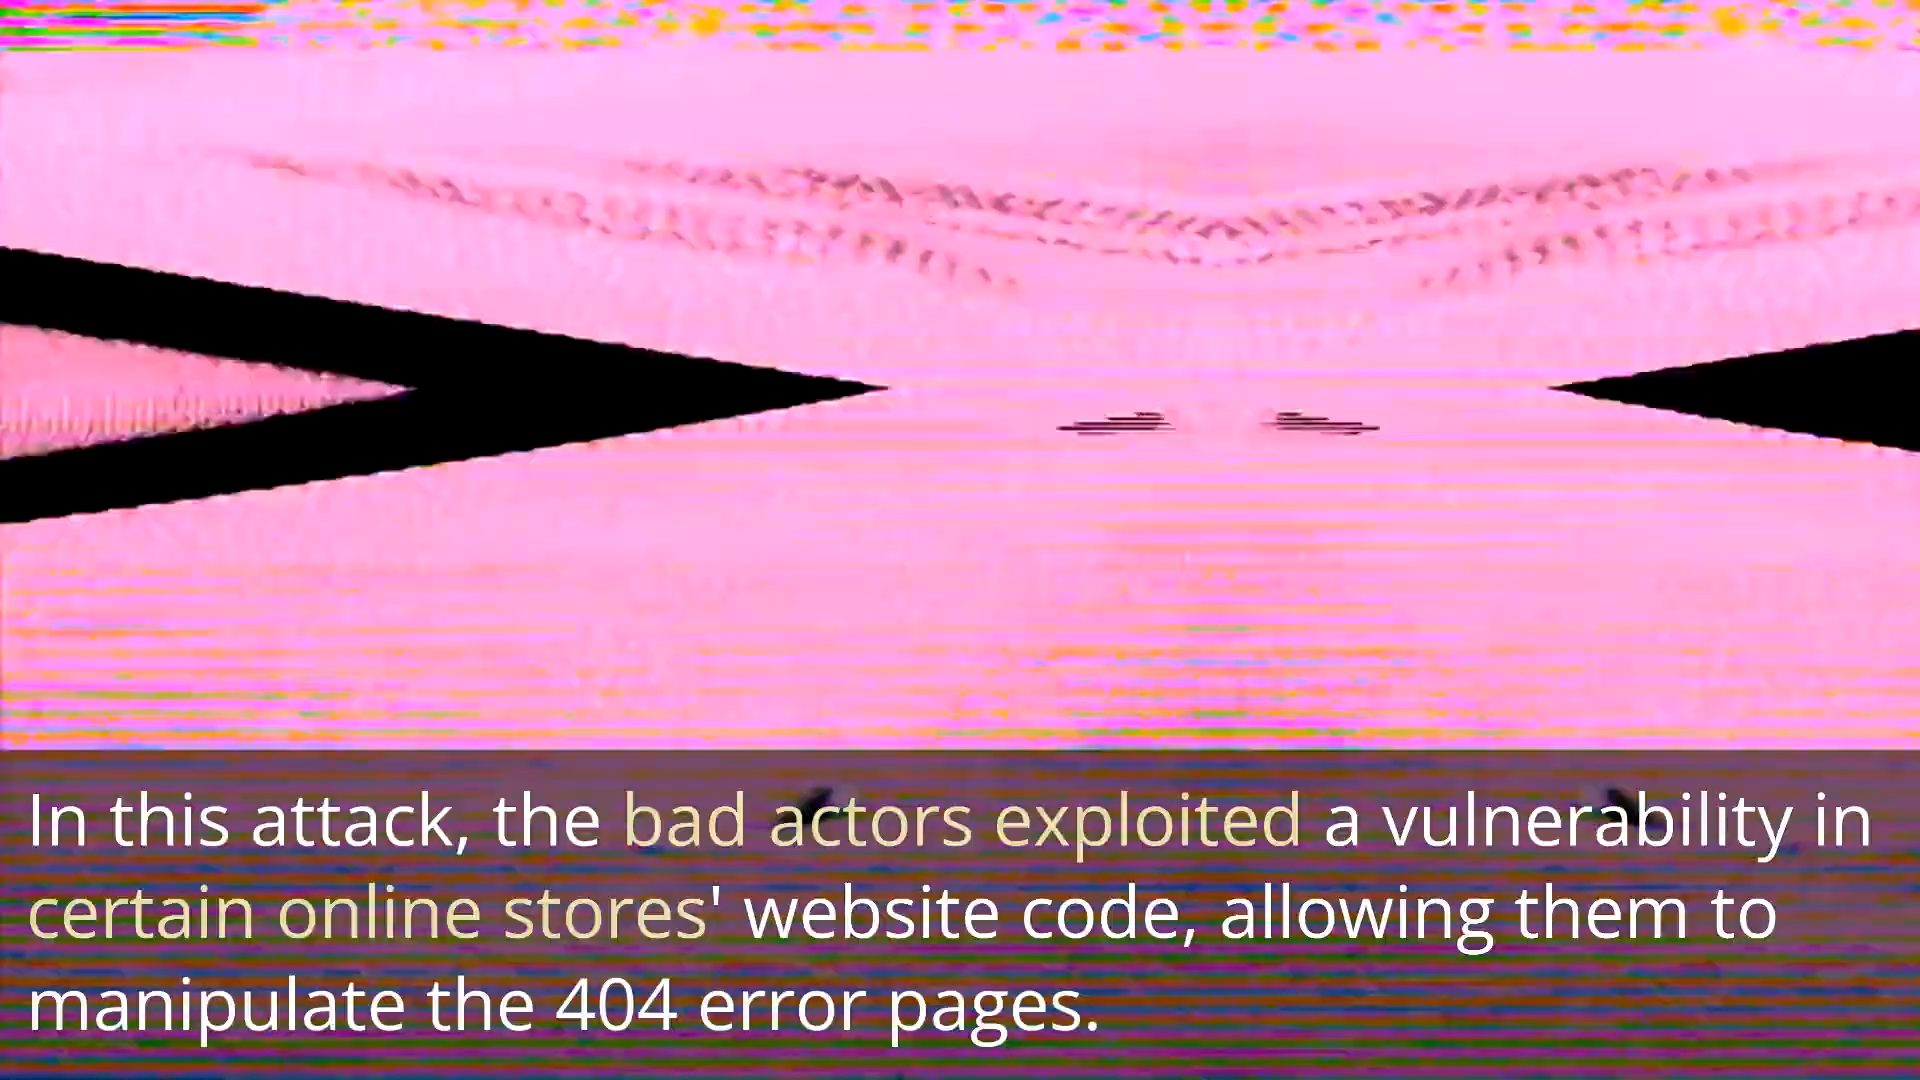 In this attack, the bad actors exploited a vulnerability in
certain online stores' website code, allowing them to
manipulate the 404 error pages.